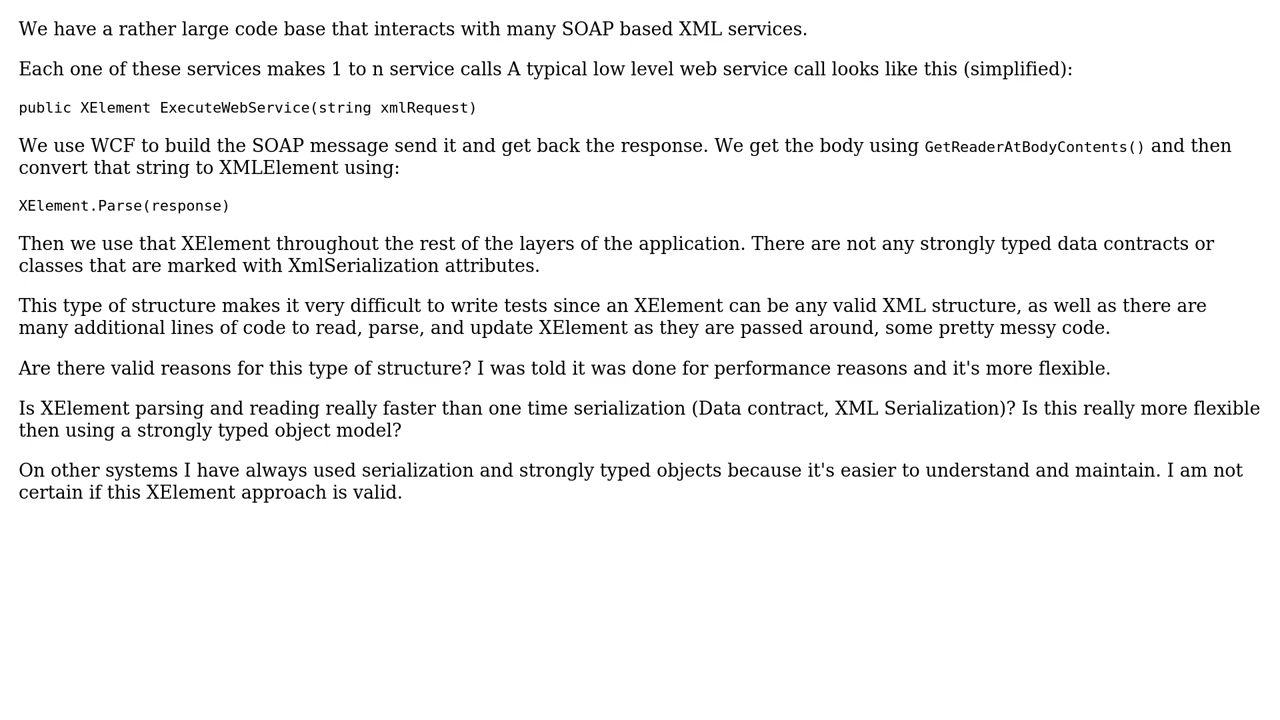 We have a rather large code base that interacts with many SOAP based XML services.
Each one of these services makes 1 to n service calls A typical low level web service call looks like this (simplified):
public XElement ExecuteWebService(string xmlRequest)
We use WCF to build the SOAP message send it and get back the response. We get the body using GetReaderAtBodyContents() and then
convert that string to XMLElement using:
XElement.Parse(response)
Then we use that XElement throughout the rest of the layers of the application. There are not any strongly typed data contracts or
classes that are marked with XmlSerialization attributes.
This type of structure makes it very difficult to write tests since an XElement can be any valid XML structure, as well as there are
many additional lines of code to read, parse, and update XElement as they are passed around, some pretty messy code.
Are there valid reasons for this type of structure? I was told it was done for performance reasons and it's more flexible.
Is XElement parsing and reading really faster than one time serialization (Data contract, XML Serialization)? Is this really more flexible
then using a strongly typed object model?
On other systems I have always used serialization and strongly typed objects because it's easier to understand and maintain. I am not
certain if this XElement approach is valid.